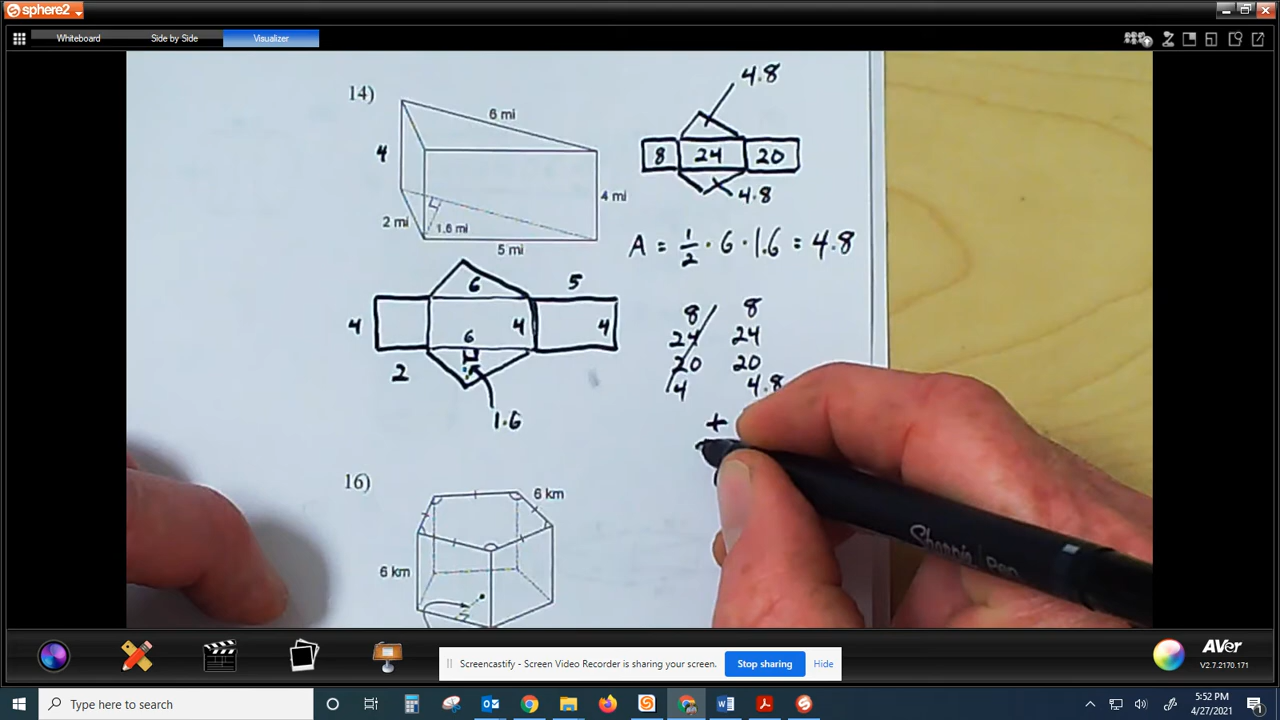 sphere2
Whiteboard
Side by Side
Visualizer
14)
6 mi
4
4 mi
2 mi
1.6 mi
5 mi
4.8
8 24 20
4.8
A = 1/2 · 6 · 1.6 = 4.8
6
5
4
4
4
6
2
1.6
8 8
24 24
20 20
4 4.8
+
16)
6 km
6 km
Sharpie Pen
AVer
V2.7.2170.171
Screencastify - Screen Video Recorder is sharing your screen.
Stop sharing
Hide
Type here to search
5:52 PM
4/27/2021